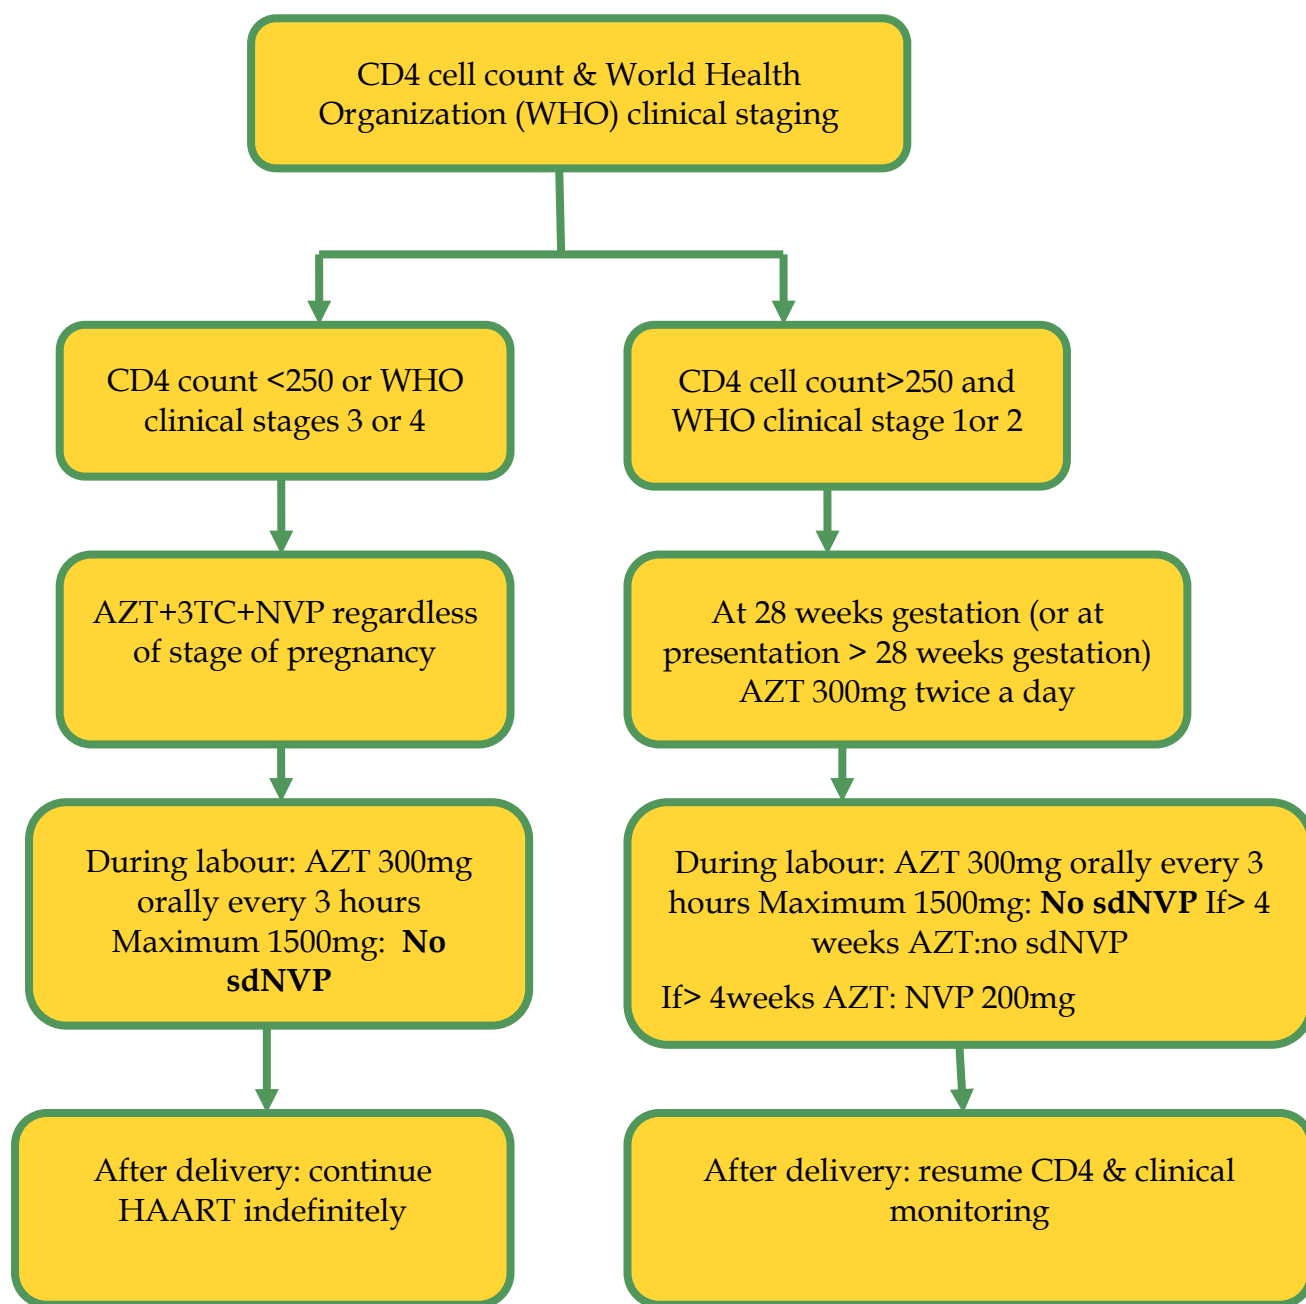 CD4 cell count & World Health
Organization (WHO) clinical staging
CD4 count <250 or WHO
clinical stages 3 or 4
CD4 cell count>250 and
WHO clinical stage 1or 2
AZT+3TC+NVP regardless
of stage of pregnancy
At 28 weeks gestation (or at
presentation > 28 weeks gestation)
AZT 300mg twice a day
During labour: AZT 300mg
orally every 3 hours
Maximum 1500mg: No
sdNVP
During labour: AZT 300mg orally every 3
hours Maximum 1500mg: No sdNVP If> 4
weeks AZT:no sdNVP
If> 4weeks AZT: NVP 200mg
After delivery: continue
HAART indefinitely
After delivery: resume CD4 & clinical
monitoring